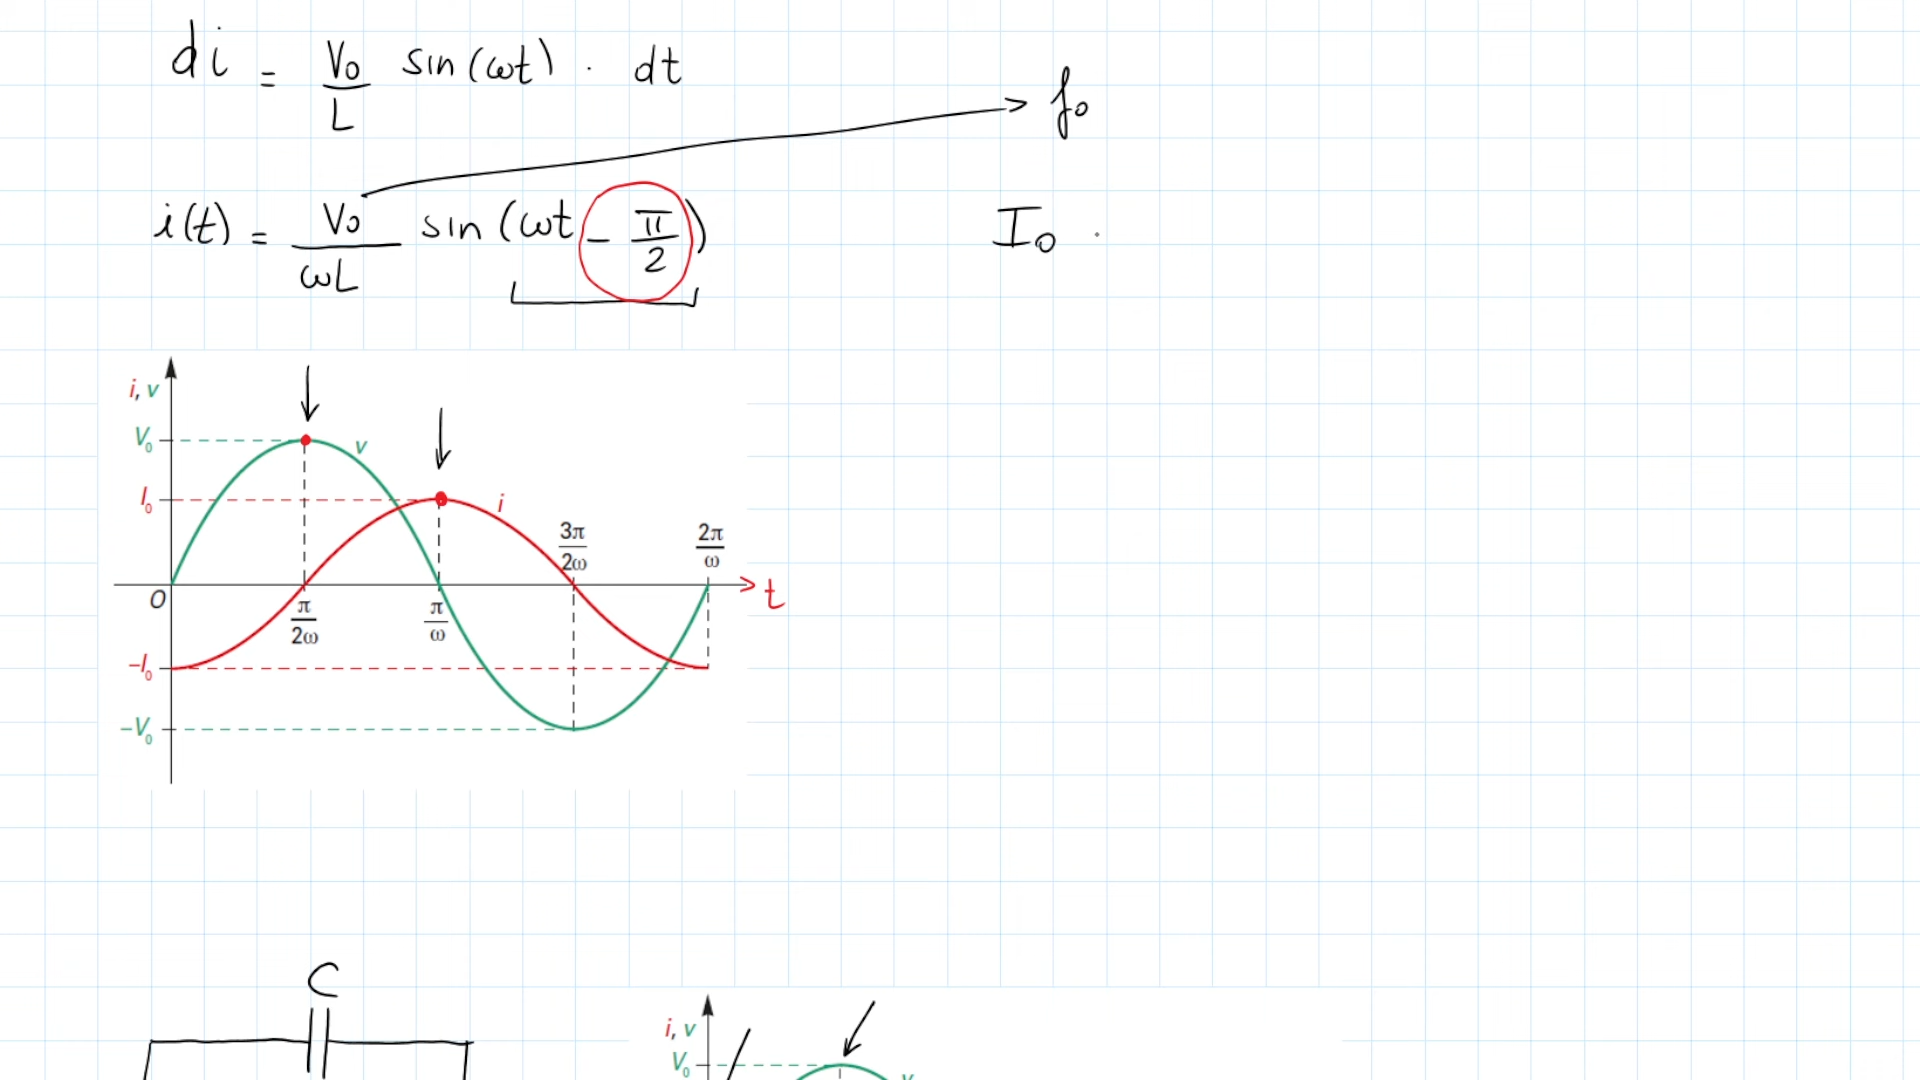 di = V₀/L sin(ωt) · dt
f₀
i(t) = V₀/ωL sin(ωt - π/2)
I₀ ·
i, v
V₀
v
I₀
i
3π/2ω
2π/ω
O
π/2ω
π/ω
t
–I₀
–V₀
C
i, v
V₀
v